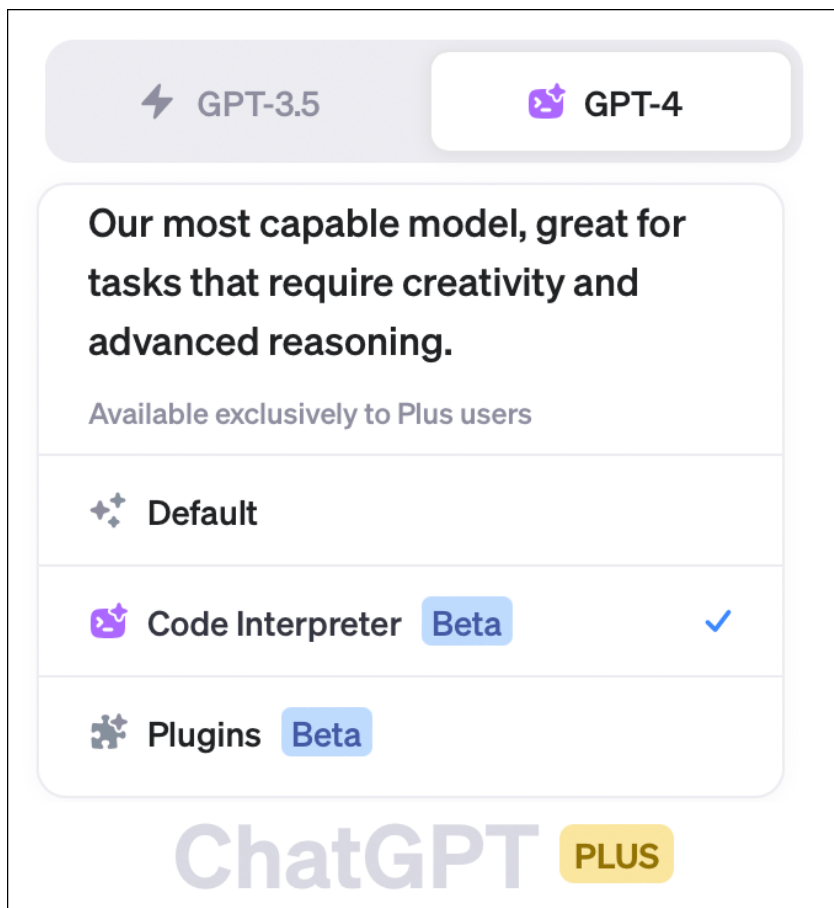 GPT-3.5
GPT-4
Our most capable model, great for
tasks that require creativity and
advanced reasoning.
Available exclusively to Plus users
Default
Code Interpreter Beta
Plugins Beta
ChatGPT PLUS